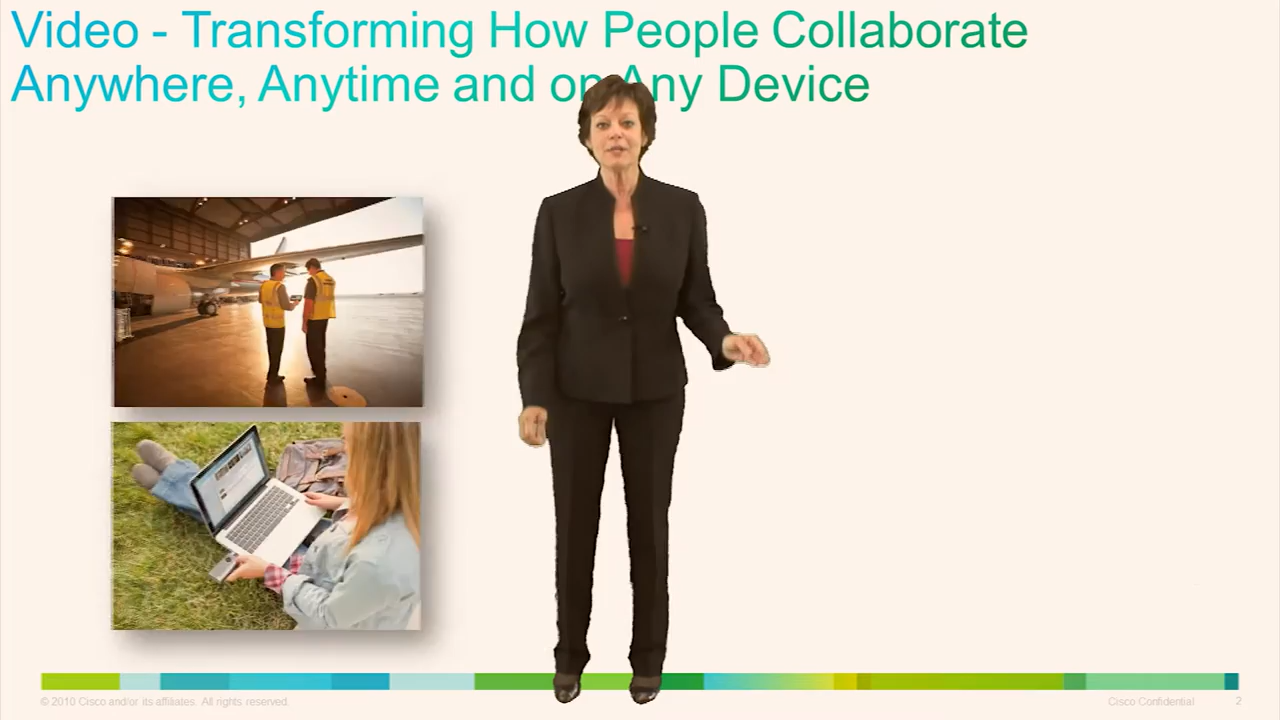 Video - Transforming How People Collaborate
Anywhere, Anytime and on Any Device
© 2010 Cisco and/or its affiliates. All rights reserved.
Cisco Confidential
2